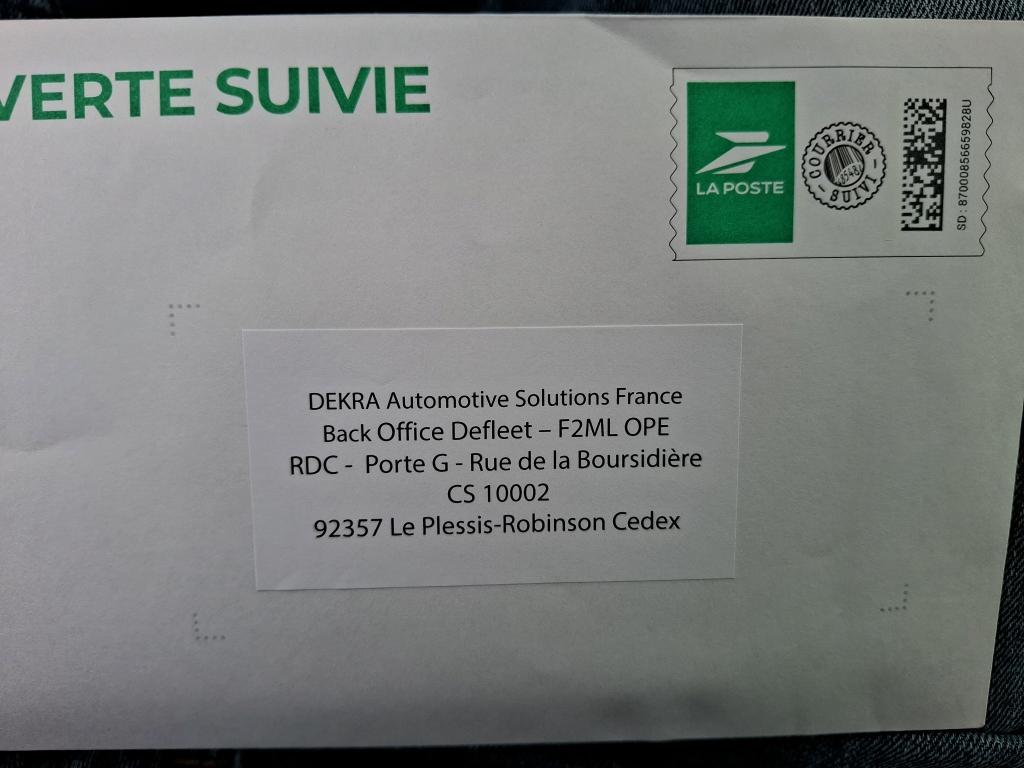 VERTE SUIVIE
LA POSTE
COURRIER
SUIVI
SD : 87000856659828U
DEKRA Automotive Solutions France
Back Office Defleet – F2ML OPE
RDC - Porte G - Rue de la Boursidière
CS 10002
92357 Le Plessis-Robinson Cedex